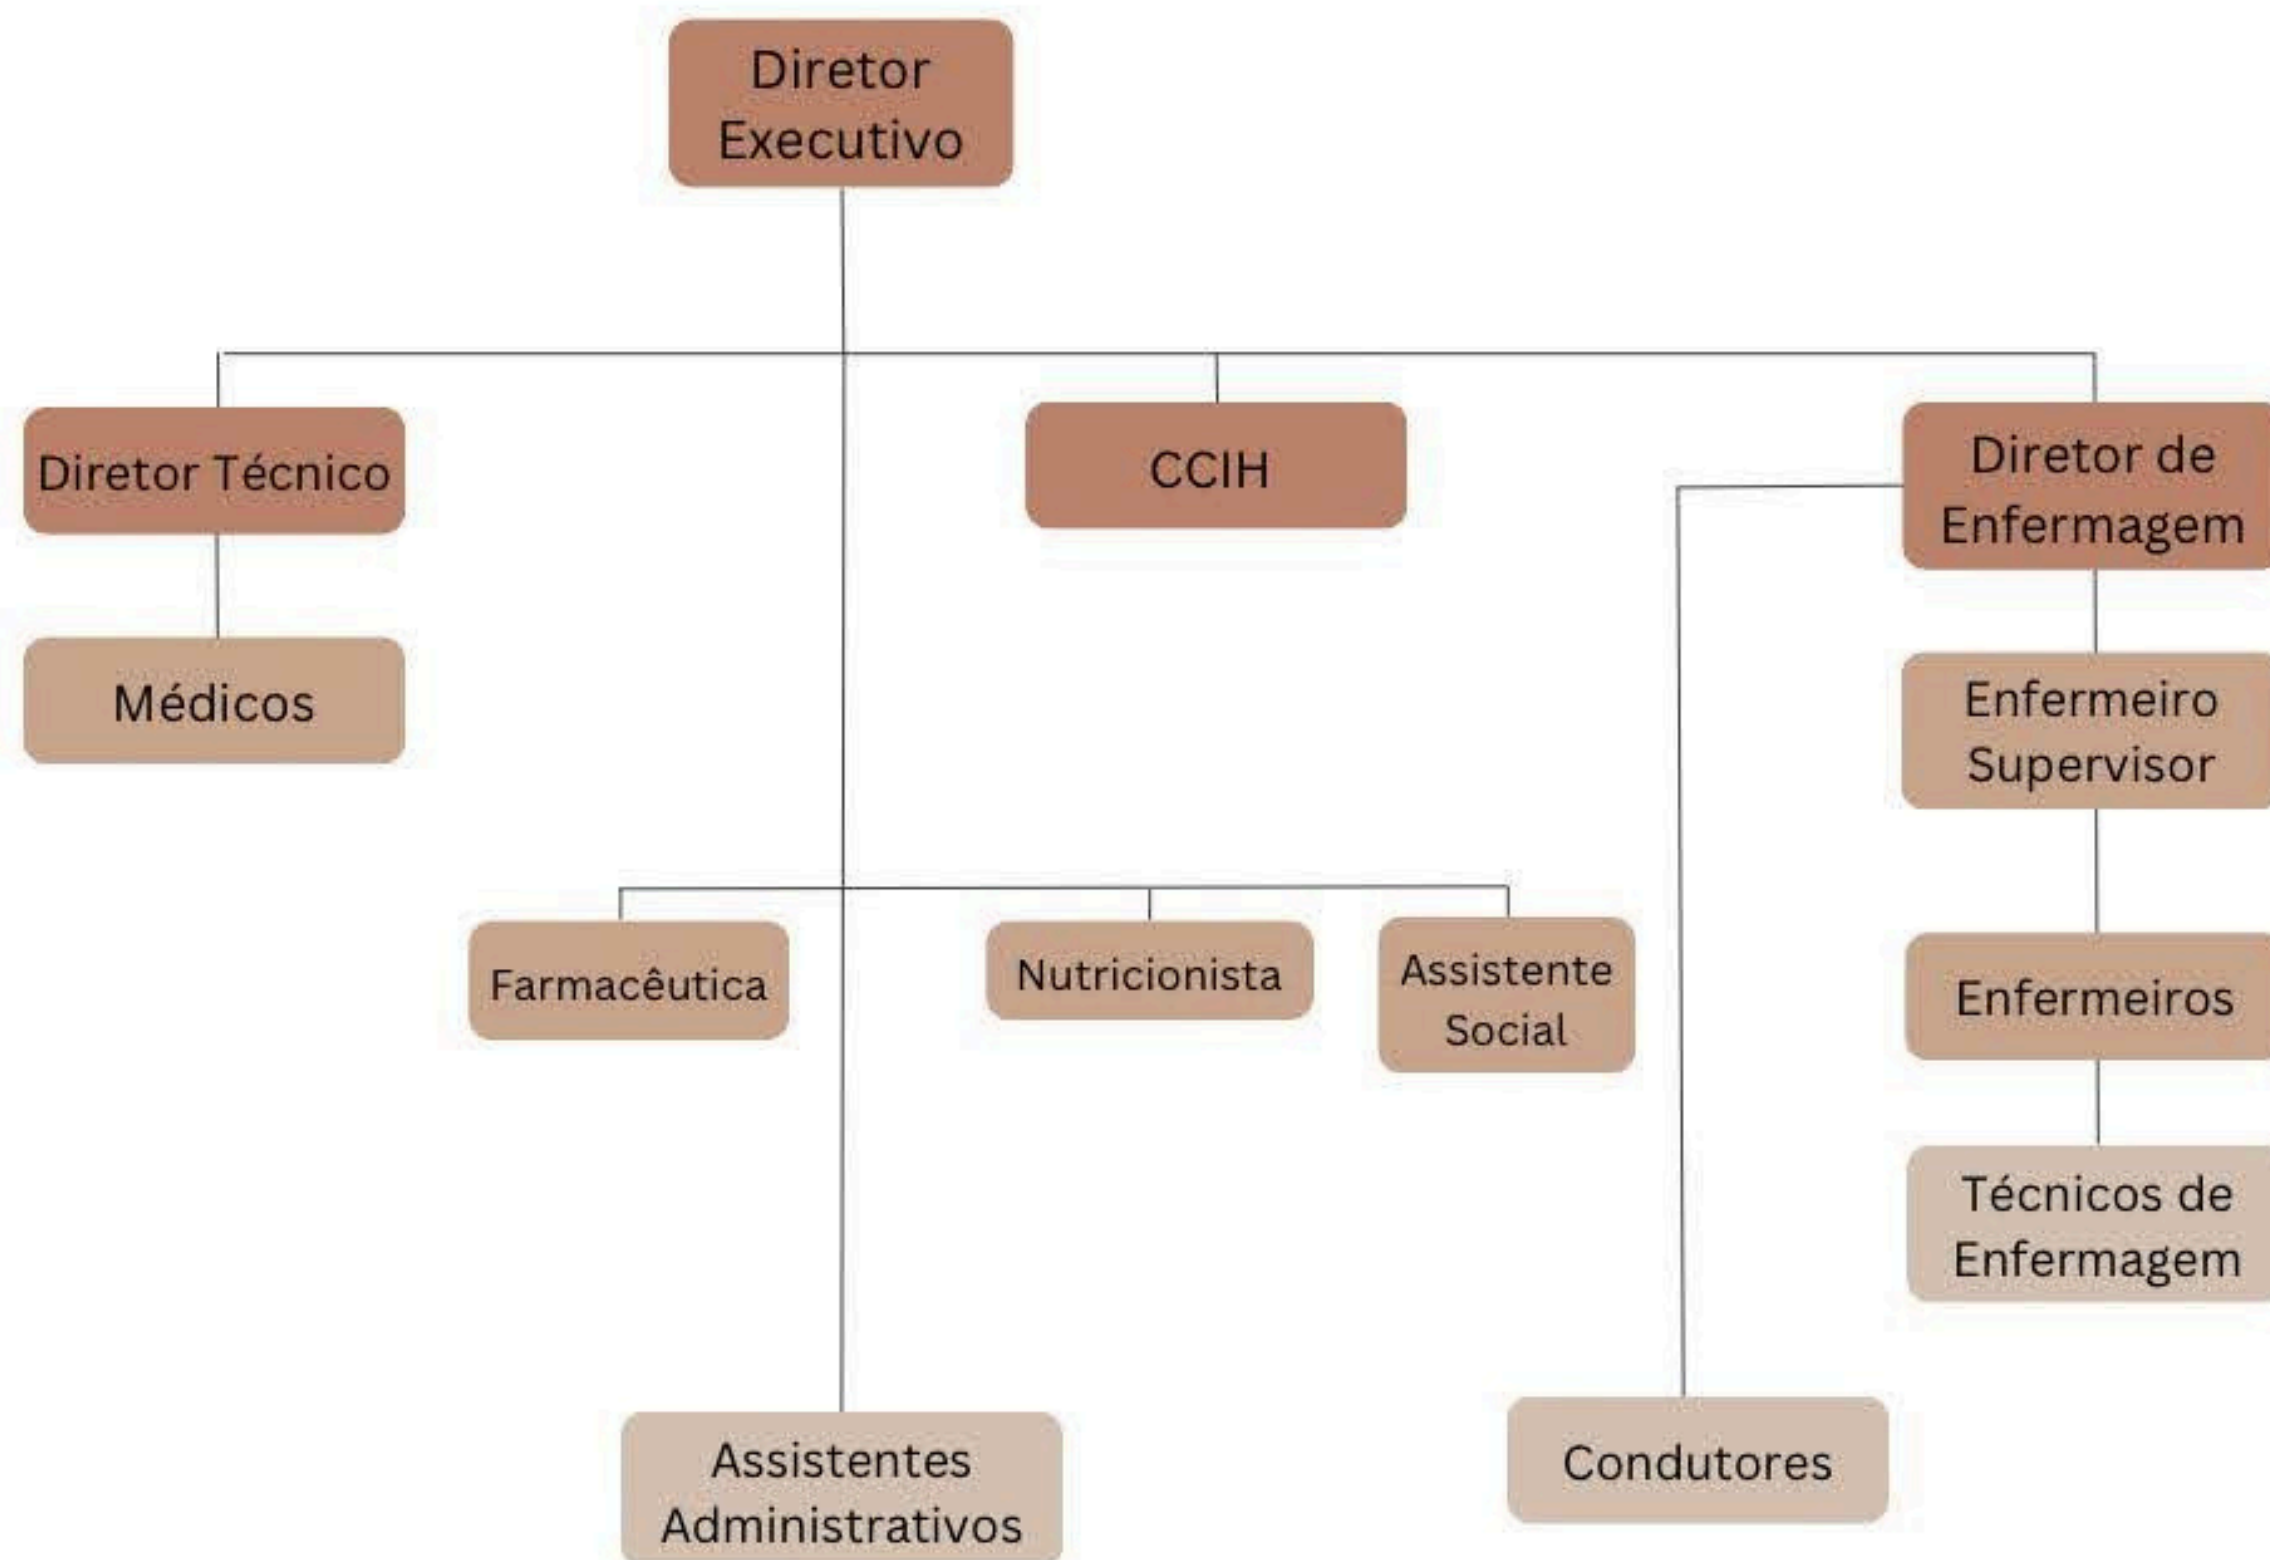 Diretor
Executivo
Diretor Técnico
CCIH
Diretor de
Enfermagem
Médicos
Enfermeiro
Supervisor
Farmacêutica
Nutricionista
Assistente
Social
Enfermeiros
Técnicos de
Enfermagem
Assistentes
Administrativos
Condutores